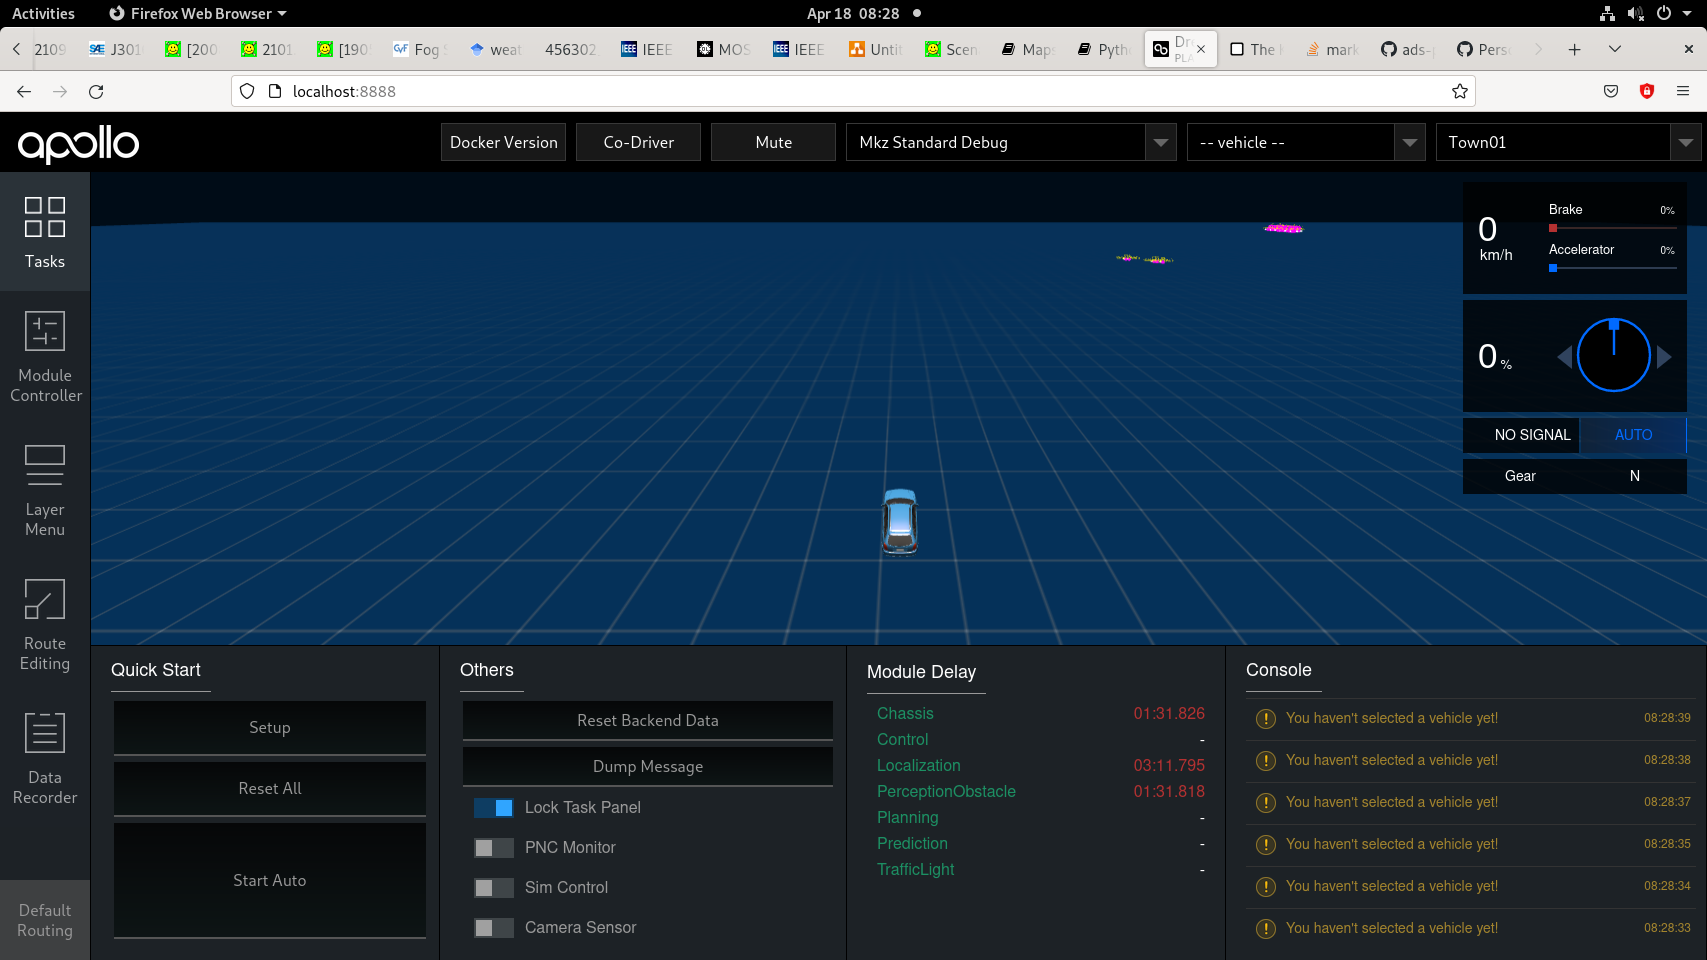 Activities
Firefox Web Browser
Apr 18 08:28
2109
J301
[200
2101
[190
GyF
Fog
weat
456302
IEEE
MOS
IEEE
Untit
Scen
Maps
Pyth
Dr
PLA
The
mark
ads-
Pers
localhost:8888
apollo
Docker Version
Co-Driver
Mute
Mkz Standard Debug
-- vehicle --
Town01
Tasks
Module
Controller
Layer
Menu
Route
Editing
Data
Recorder
Default
Routing
0
km/h
Brake
0%
Accelerator
0%
0 %
NO SIGNAL
AUTO
Gear
N
Quick Start
Setup
Reset All
Start Auto
Others
Reset Backend Data
Dump Message
Lock Task Panel
PNC Monitor
Sim Control
Camera Sensor
Module Delay
Chassis 01:31.826
Control -
Localization 03:11.795
PerceptionObstacle 01:31.818
Planning -
Prediction -
TrafficLight -
Console
You haven't selected a vehicle yet! 08:28:39
You haven't selected a vehicle yet! 08:28:38
You haven't selected a vehicle yet! 08:28:37
You haven't selected a vehicle yet! 08:28:35
You haven't selected a vehicle yet! 08:28:34
You haven't selected a vehicle yet! 08:28:33